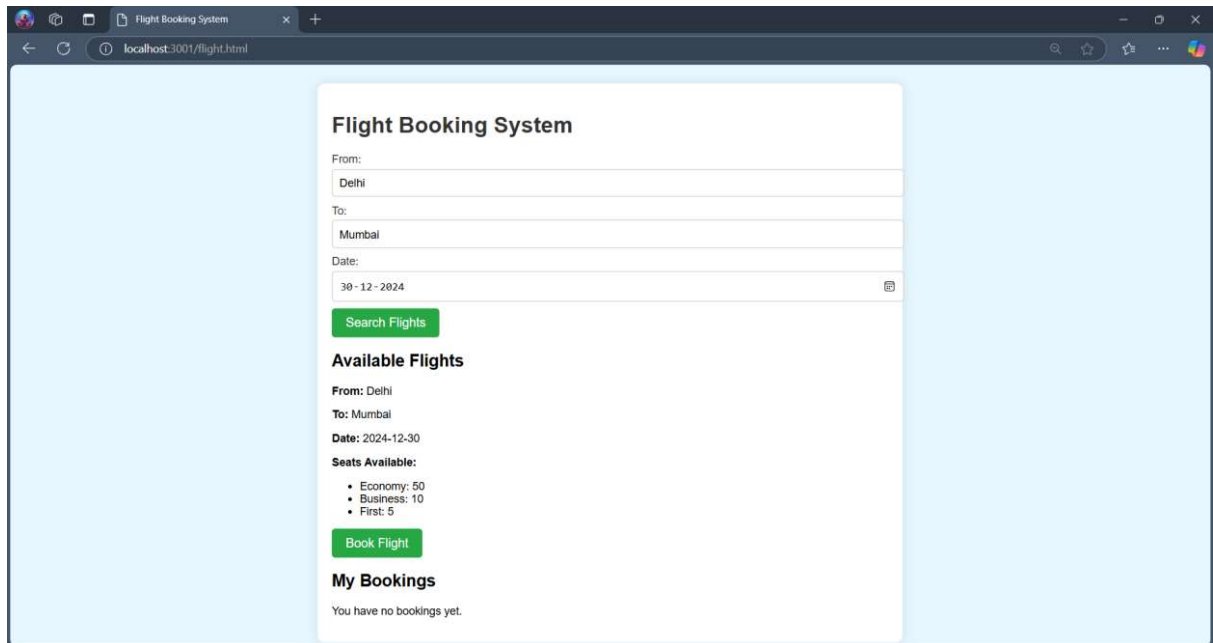 Flight Booking System
localhost:3001/flight.html
Flight Booking System
From:
Delhi
To:
Mumbai
Date:
30-12-2024
Search Flights
Available Flights
From: Delhi
To: Mumbai
Date: 2024-12-30
Seats Available:
• Economy: 50
• Business: 10
• First: 5
Book Flight
My Bookings
You have no bookings yet.